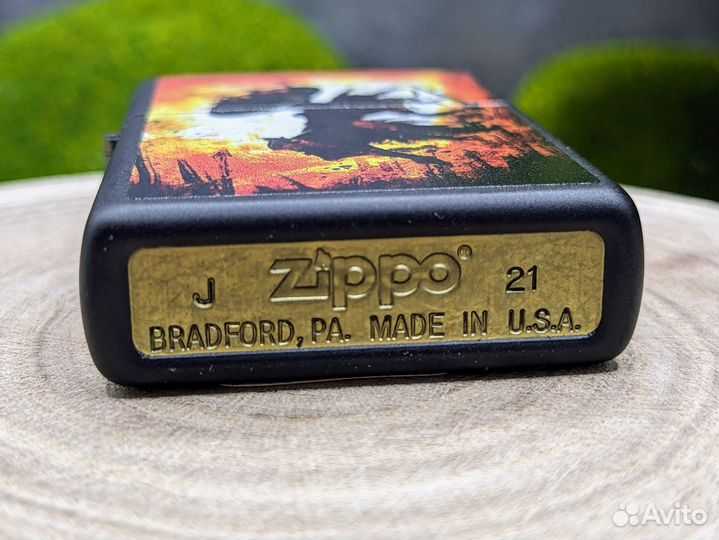 J Zippo® 21
BRADFORD, PA. MADE IN U.S.A.
Avito